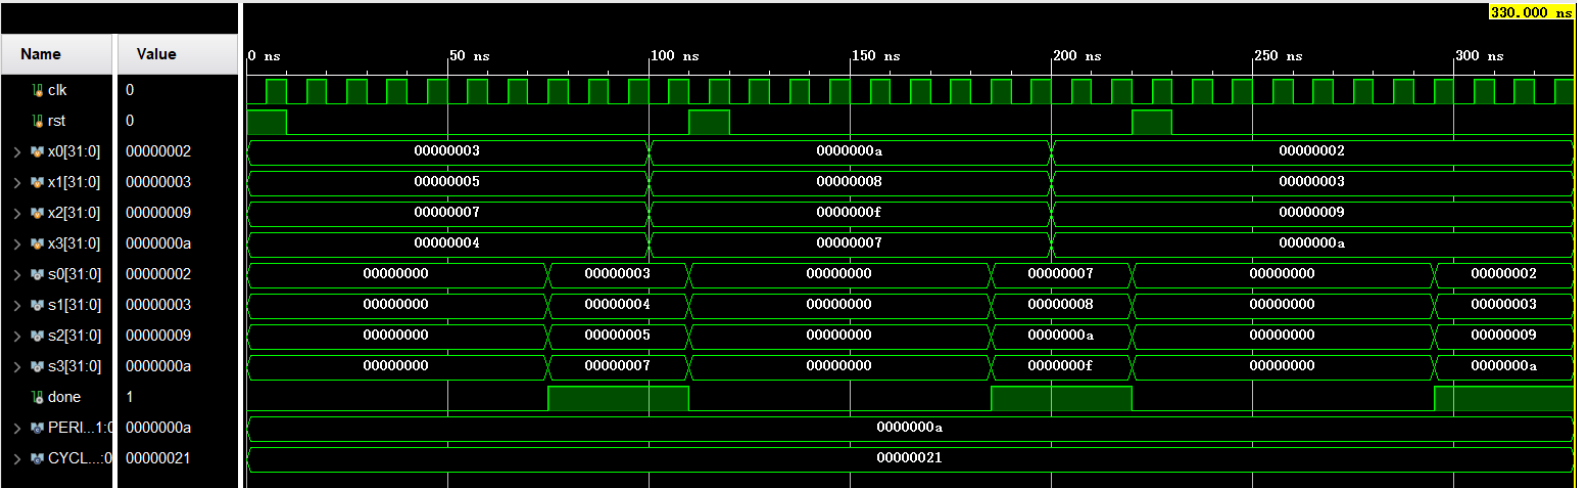 330.000 ns
Name Value
0 ns 50 ns 100 ns 150 ns 200 ns 250 ns 300 ns
clk 0
rst 0
x0[31:0] 00000002 00000003 0000000a 00000002
x1[31:0] 00000003 00000005 00000008 00000003
x2[31:0] 00000009 00000007 0000000f 00000009
x3[31:0] 0000000a 00000004 00000007 0000000a
s0[31:0] 00000002 00000000 00000003 00000000 00000007 00000000 00000002
s1[31:0] 00000003 00000000 00000004 00000000 00000008 00000000 00000003
s2[31:0] 00000009 00000000 00000005 00000000 0000000a 00000000 00000009
s3[31:0] 0000000a 00000000 00000007 00000000 0000000f 00000000 0000000a
done 1
PERI...1:0 0000000a 0000000a
CYCL...:0 00000021 00000021